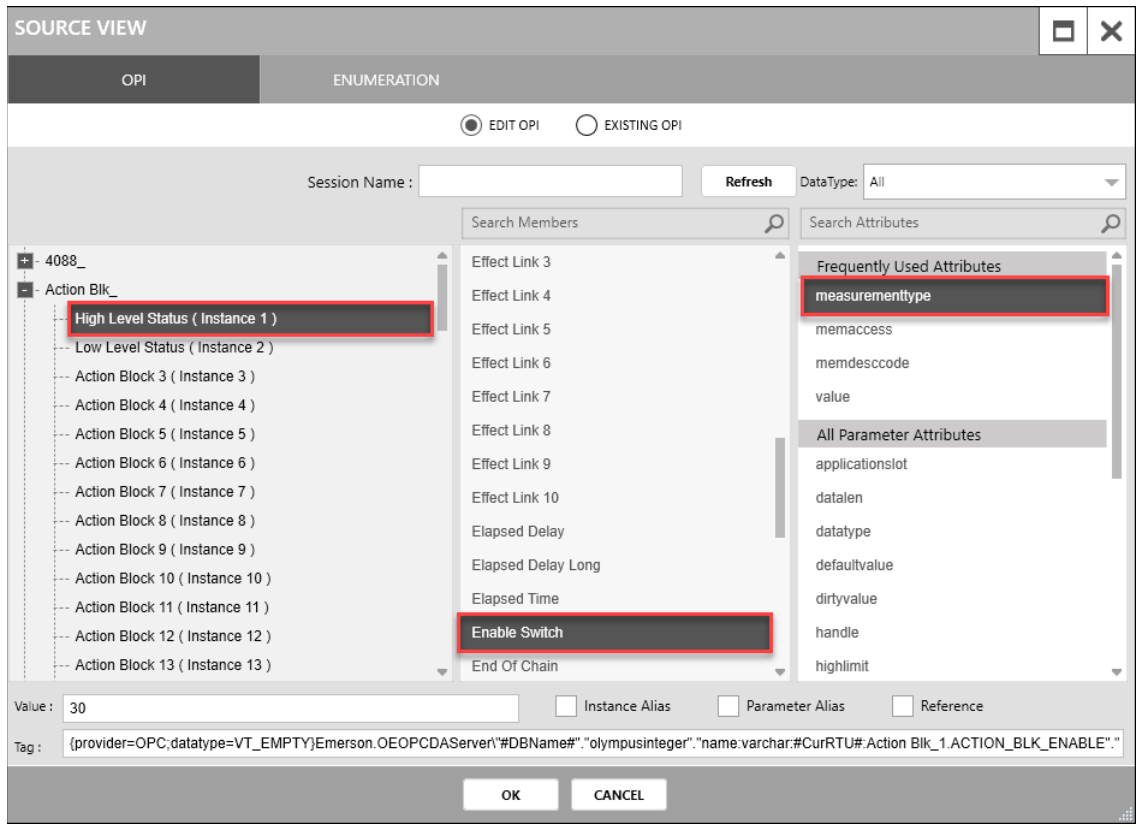 SOURCE VIEW
OPI
ENUMERATION
EDIT OPI
EXISTING OPI
Session Name :
Refresh
DataType:
All
Search Members
Search Attributes
4088_
Action Blk_
High Level Status ( Instance 1 )
Low Level Status ( Instance 2 )
Action Block 3 ( Instance 3 )
Action Block 4 ( Instance 4 )
Action Block 5 ( Instance 5 )
Action Block 6 ( Instance 6 )
Action Block 7 ( Instance 7 )
Action Block 8 ( Instance 8 )
Action Block 9 ( Instance 9 )
Action Block 10 ( Instance 10 )
Action Block 11 ( Instance 11 )
Action Block 12 ( Instance 12 )
Action Block 13 ( Instance 13 )
Effect Link 3
Effect Link 4
Effect Link 5
Effect Link 6
Effect Link 7
Effect Link 8
Effect Link 9
Effect Link 10
Elapsed Delay
Elapsed Delay Long
Elapsed Time
Enable Switch
End Of Chain
Frequently Used Attributes
measurementtype
memaccess
memdesccode
value
All Parameter Attributes
applicationslot
datalen
datatype
defaultvalue
dirtyvalue
handle
highlimit
Value :
30
Instance Alias
Parameter Alias
Reference
Tag :
{provider=OPC;datatype=VT_EMPTY}Emerson.OEOPCDAServer\"#DBName#"."olympusinteger"."name:varchar:#CurRTU#:Action Blk_1.ACTION_BLK_ENABLE"."
OK
CANCEL